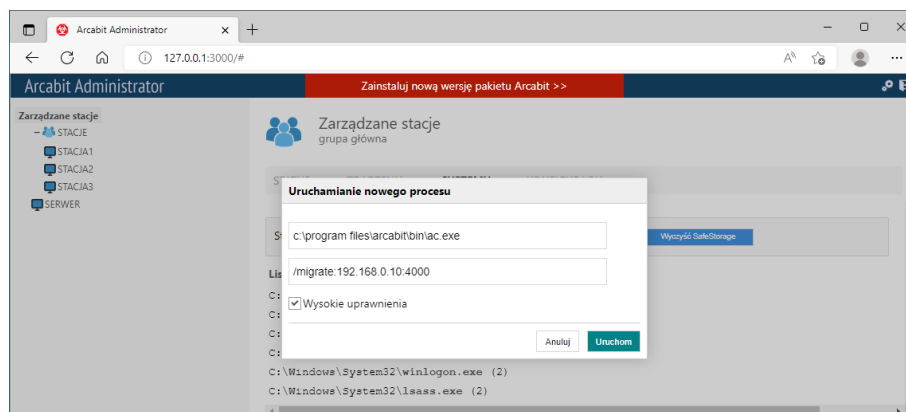 Arcabit Administrator
127.0.0.1:3000/#
Arcabit Administrator
Zainstaluj nową wersję pakietu Arcabit >>
Zarządzane stacje
STACJE
STACJA1
STACJA2
STACJA3
SERWER
Zarządzane stacje
grupa główna
Uruchamianie nowego procesu
c:\program files\arcabit\bin\ac.exe
Wyczyść SafeStorage
/migrate:192.168.0.10:4000
Lis
C:
Wysokie uprawnienia
C:
C:
Anuluj Uruchom
C:
C:\Windows\System32\winlogon.exe (2)
C:\Windows\System32\lsass.exe (2)